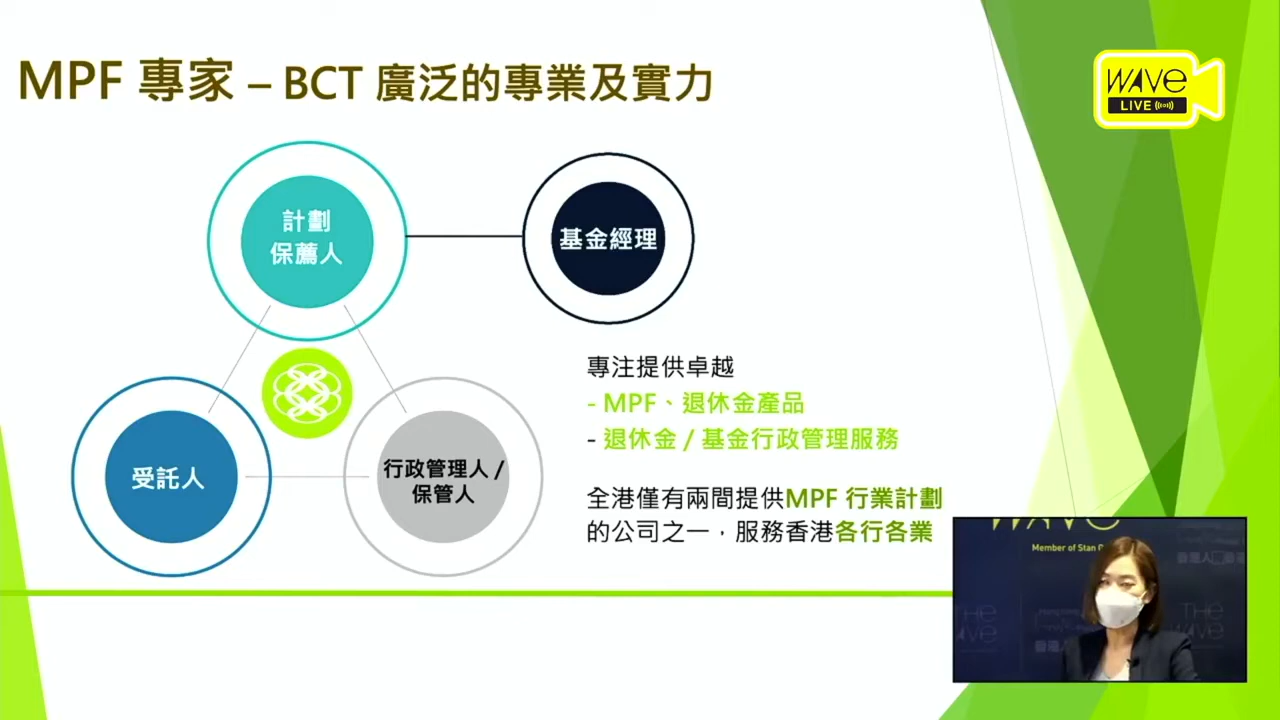 MPF 專家 – BCT 廣泛的專業及實力
WAVe
LIVE
計劃
保薦人
基金經理
受託人
行政管理人 /
保管人
專注提供卓越
- MPF、退休金產品
- 退休金 / 基金行政管理服務
全港僅有兩間提供MPF 行業計劃
的公司之一，服務香港各行各業
WAVe
Member of Stan
THe
WAVe